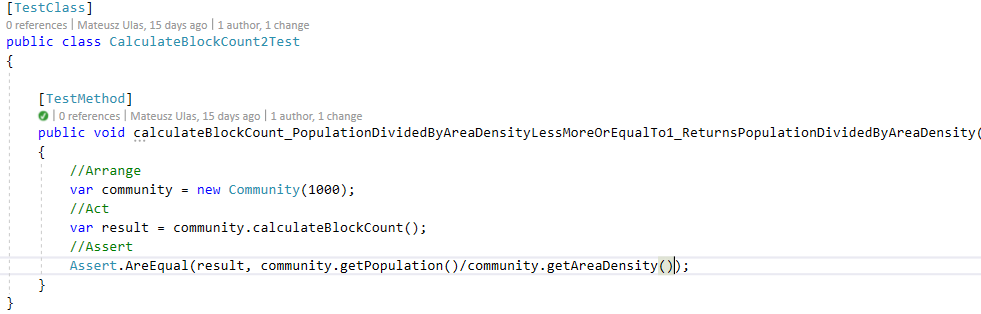 [TestClass]
0 references | Mateusz Ulas, 15 days ago | 1 author, 1 change
public class CalculateBlockCount2Test
{
[TestMethod]
| 0 references | Mateusz Ulas, 15 days ago | 1 author, 1 change
public void calculateBlockCount_PopulationDividedByAreaDensityLessMoreOrEqualTo1_ReturnsPopulationDividedByAreaDensity(
{
//Arrange
var community = new Community(1000);
//Act
var result = community.calculateBlockCount();
//Assert
Assert.AreEqual(result, community.getPopulation()/community.getAreaDensity());
}
}